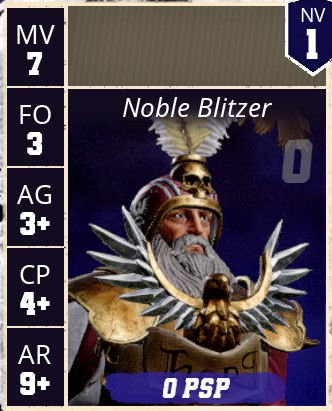 MV
7
NV
1
FO
3
Noble Blitzer
0
AG
3+
CP
4+
AR
9+
0 PSP